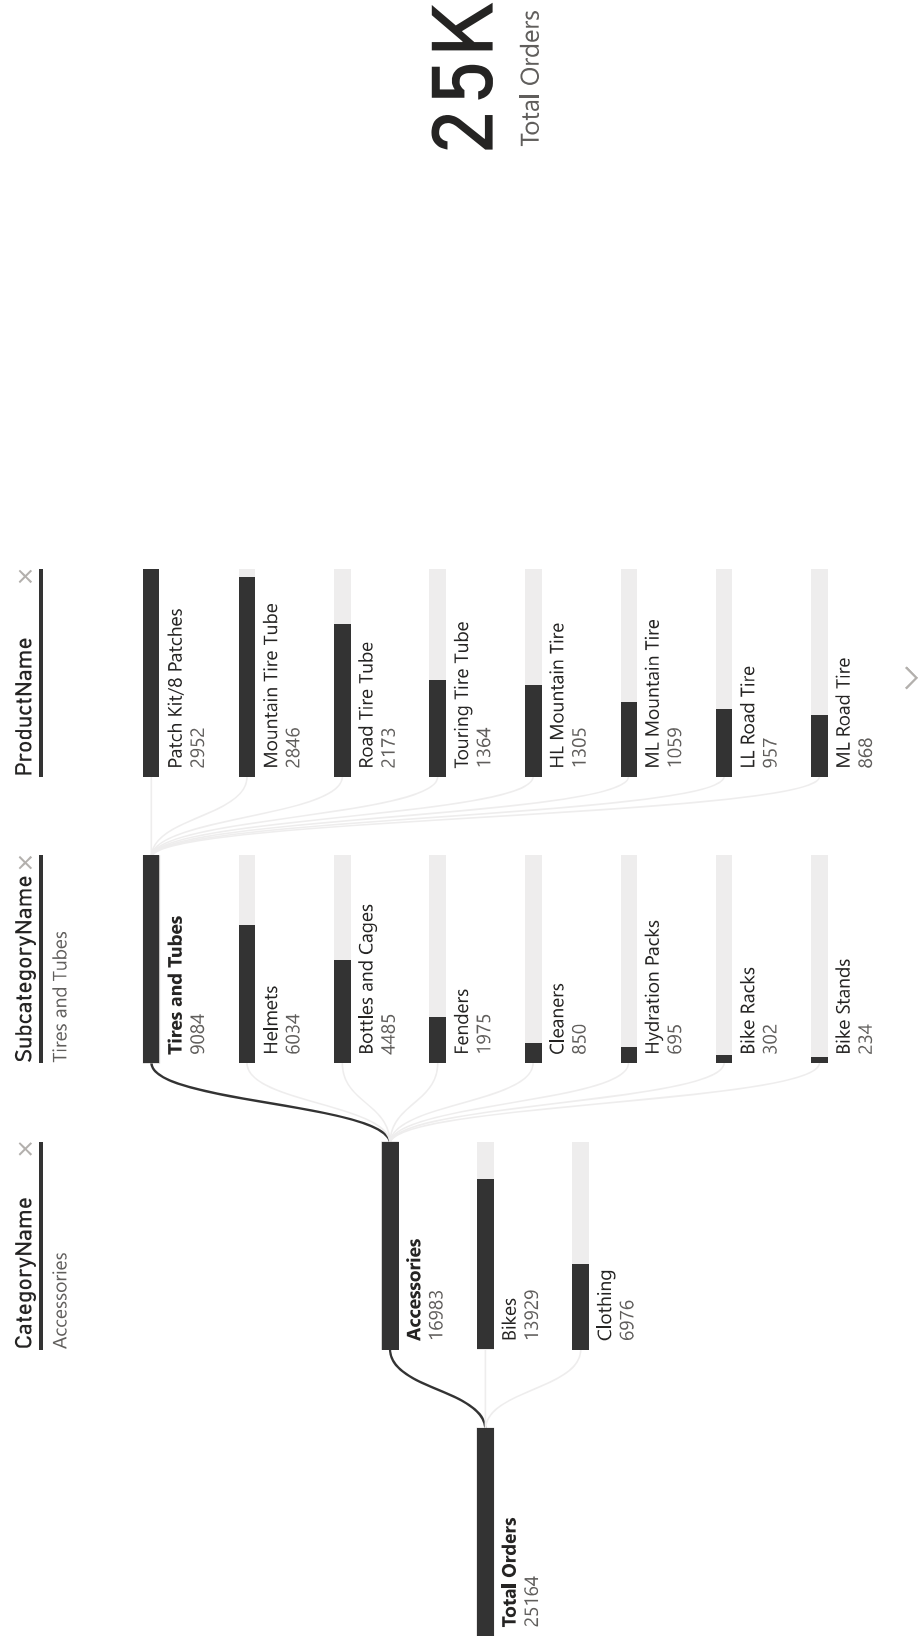 CategoryName
Accessories
SubcategoryName
Tires and Tubes
ProductName
Total Orders
25164
Accessories
16983
Bikes
13929
Clothing
6976
Tires and Tubes
9084
Helmets
6034
Bottles and Cages
4485
Fenders
1975
Cleaners
850
Hydration Packs
695
Bike Racks
302
Bike Stands
234
Patch Kit/8 Patches
2952
Mountain Tire Tube
2846
Road Tire Tube
2173
Touring Tire Tube
1364
HL Mountain Tire
1305
ML Mountain Tire
1059
LL Road Tire
957
ML Road Tire
868
25K
Total Orders